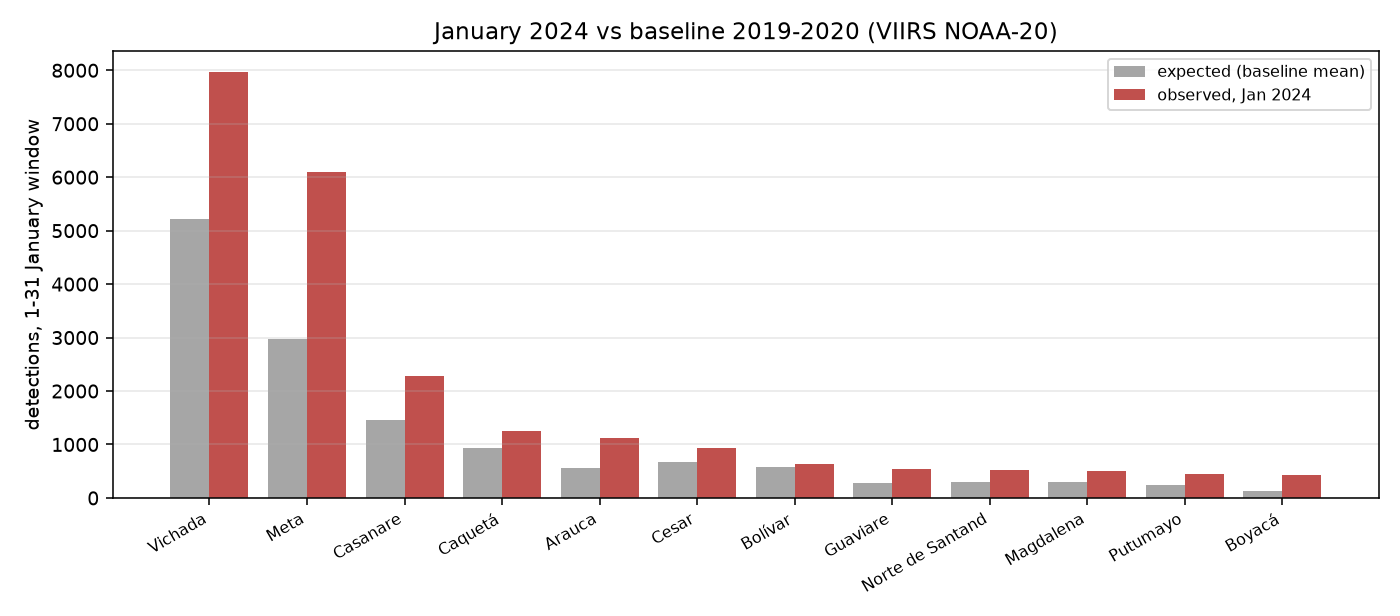 January 2024 vs baseline 2019-2020 (VIIRS NOAA-20)
expected (baseline mean)
observed, Jan 2024
detections, 1-31 January window
8000
7000
6000
5000
4000
3000
2000
1000
0
Vichada
Meta
Casanare
Caquetá
Arauca
Cesar
Bolívar
Guaviare
Norte de Santand
Magdalena
Putumayo
Boyacá